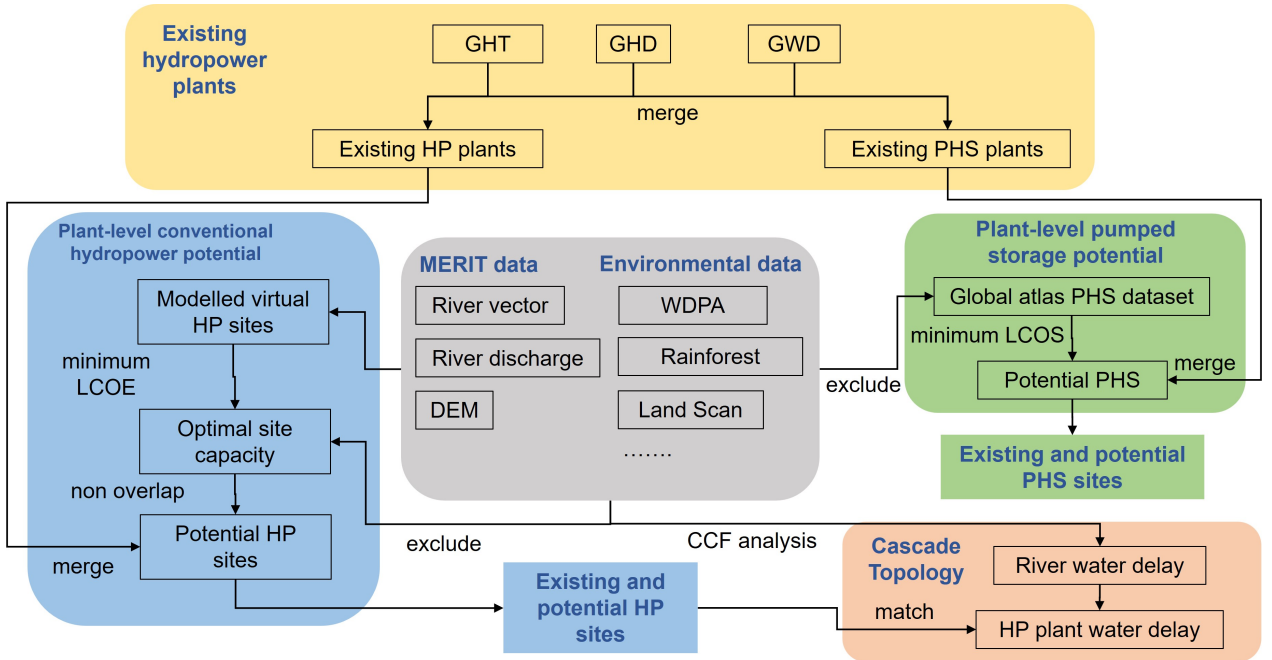 Existing
hydropower
plants
GHT
GHD
GWD
merge
Existing HP plants
Existing PHS plants
Plant-level conventional
hydropower potential
Modelled virtual
HP sites
minimum
LCOE
Optimal site
capacity
non overlap
Potential HP
sites
merge
MERIT data
River vector
River discharge
DEM
Environmental data
WDPA
Rainforest
Land Scan
.......
exclude
exclude
CCF analysis
Plant-level pumped
storage potential
Global atlas PHS dataset
minimum LCOS
Potential PHS
merge
Existing and potential
PHS sites
Existing and
potential HP
sites
match
Cascade
Topology
River water delay
HP plant water delay